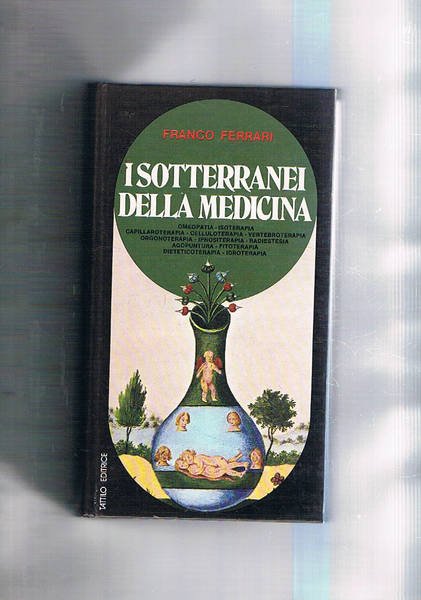 FRANCO FERRARI
I SOTTERRANEI
DELLA MEDICINA
OMEOPATIA - ISOTERAPIA
CAPILLAROTERAPIA - CELLULOTERAPIA - VERTEBROTERAPIA
ORGONOTERAPIA - IPNOSITERAPIA - RADIESTESIA
AGOPUNTURA - FITOTERAPIA
DIETETICOTERAPIA - IDROTERAPIA
TATTILO EDITRICE